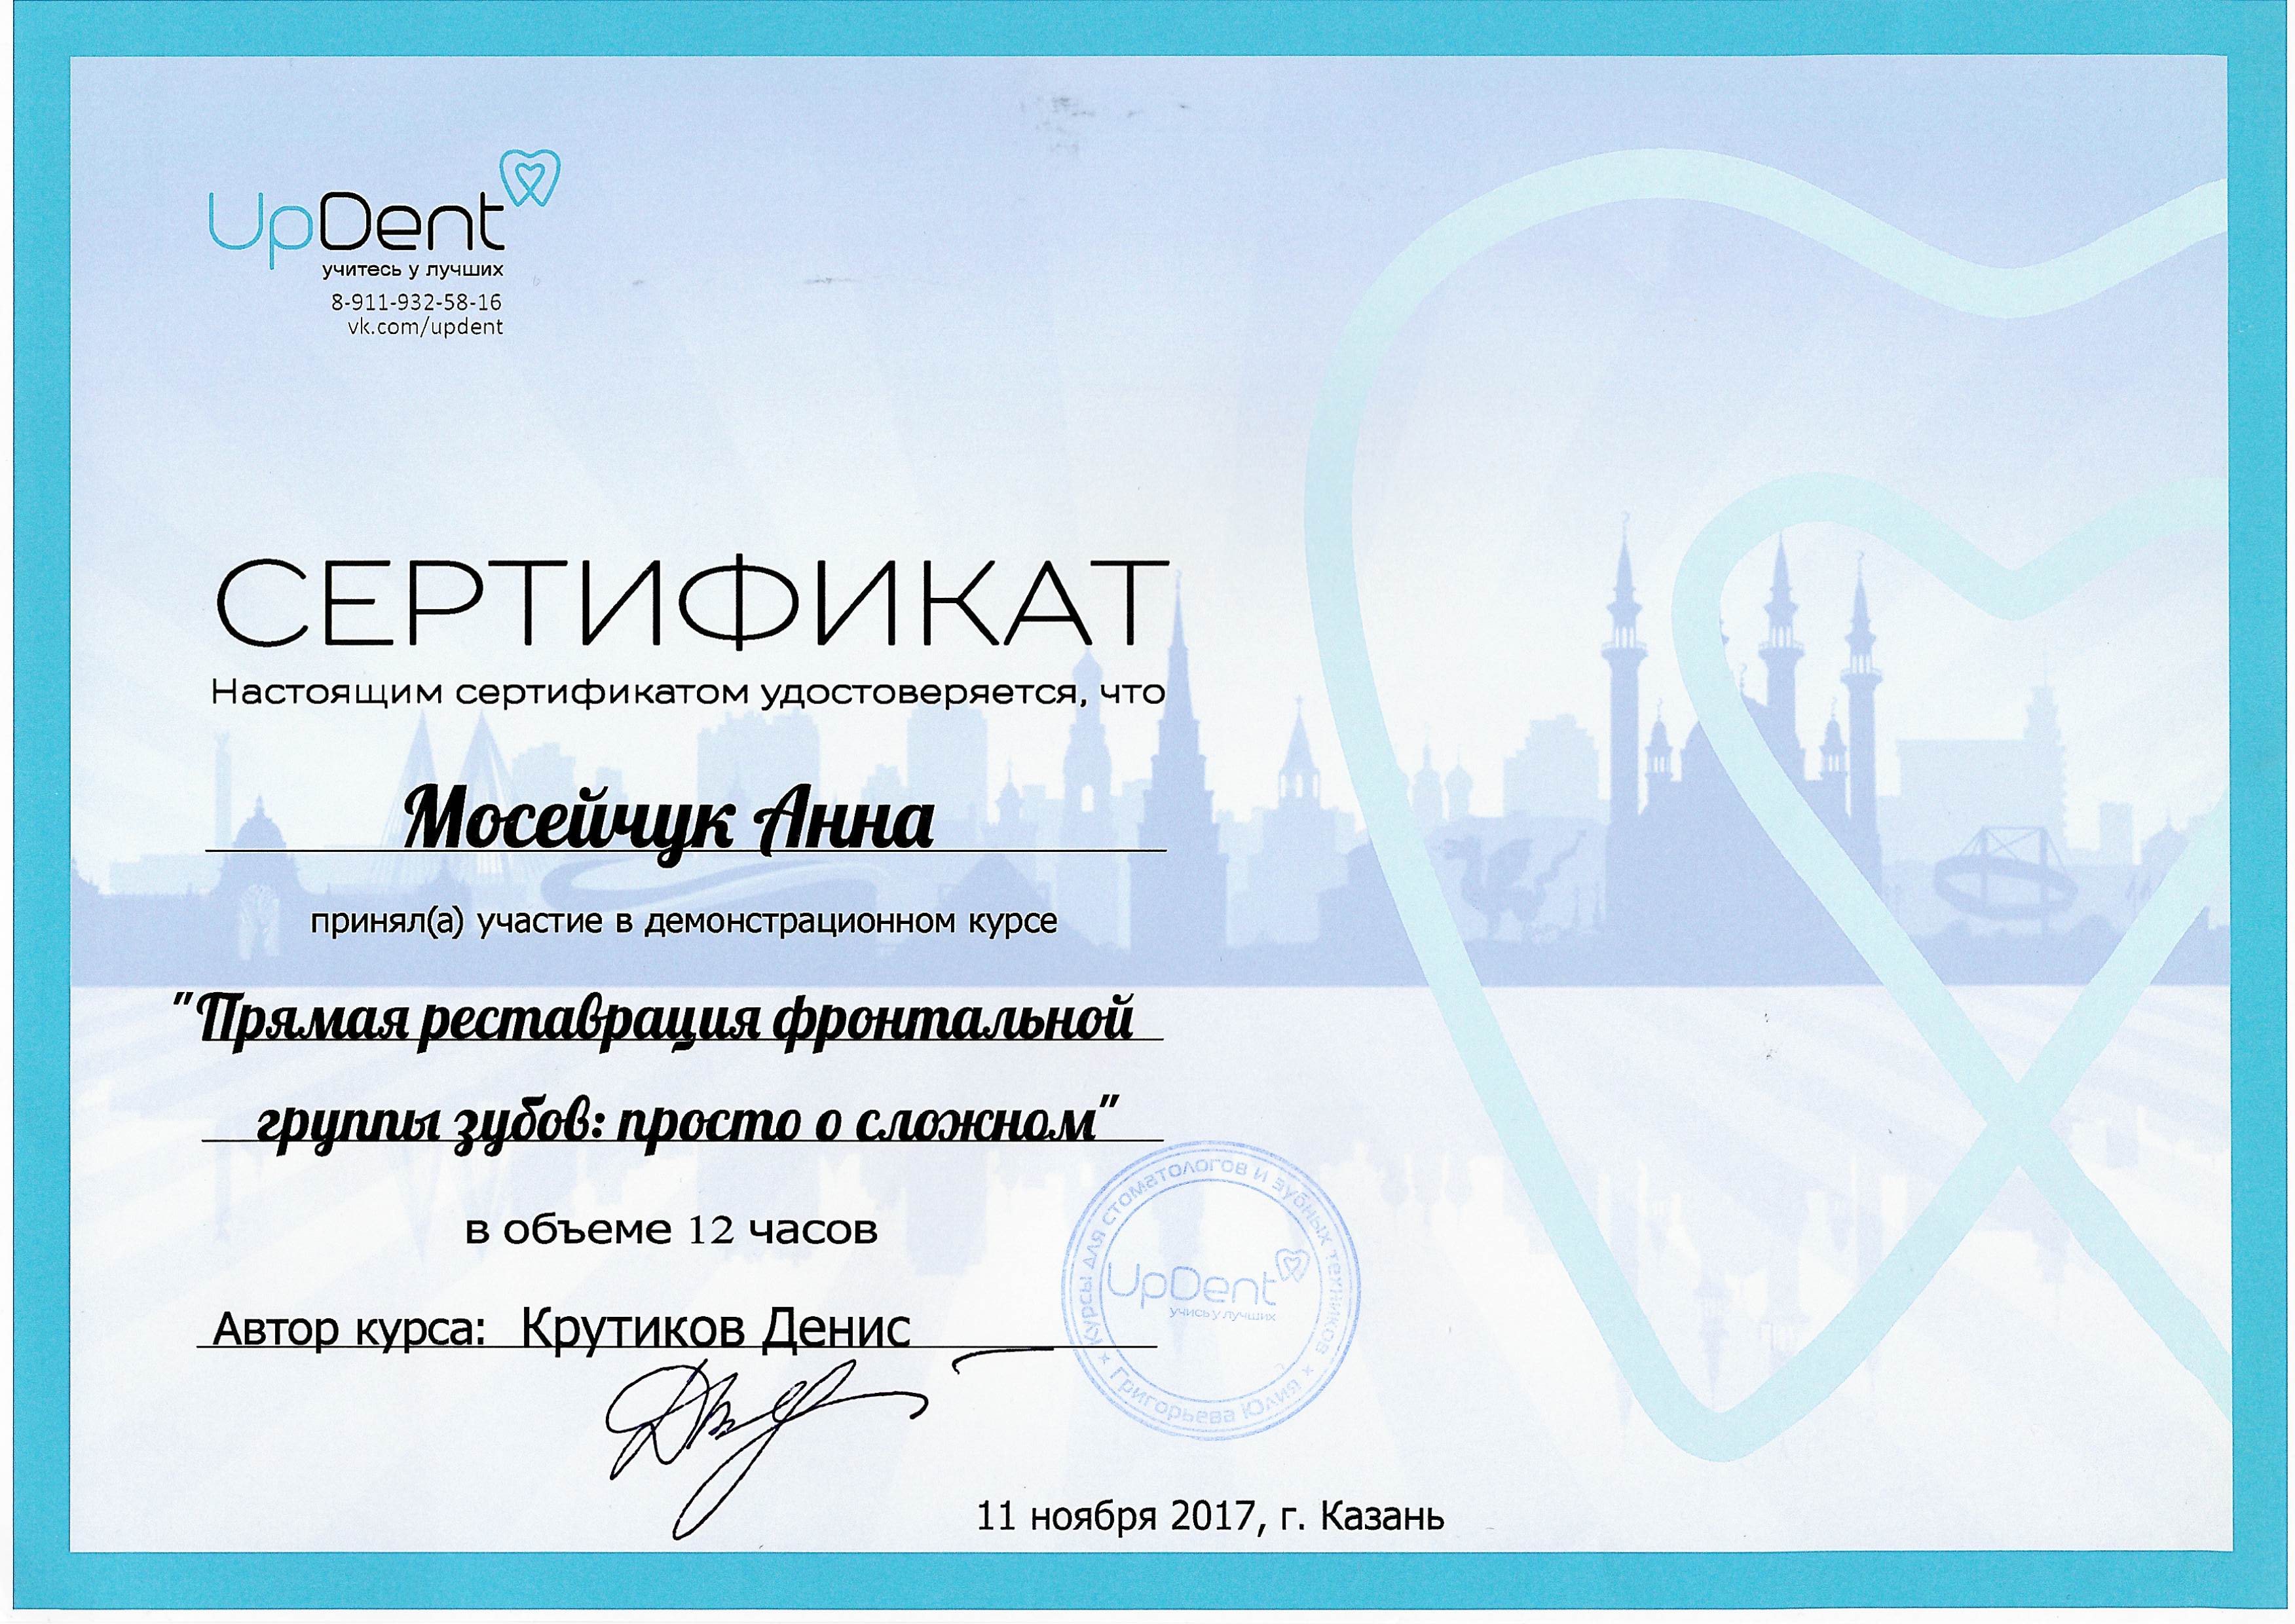 UpDent
учитесь у лучших
8-911-932-58-16
vk.com/updent
СЕРТИФИКАТ
Настоящим сертификатом удостоверяется, что
Мосейчук Анна
принял(а) участие в демонстрационном курсе
"Прямая реставрация фронтальной
группы зубов: просто о сложном"
в объеме 12 часов
Автор курса: Крутиков Денис
Курсы для стоматологов и зубных техников
UpDent
учись у лучших
× Григорьева Юлия ×
11 ноября 2017, г. Казань